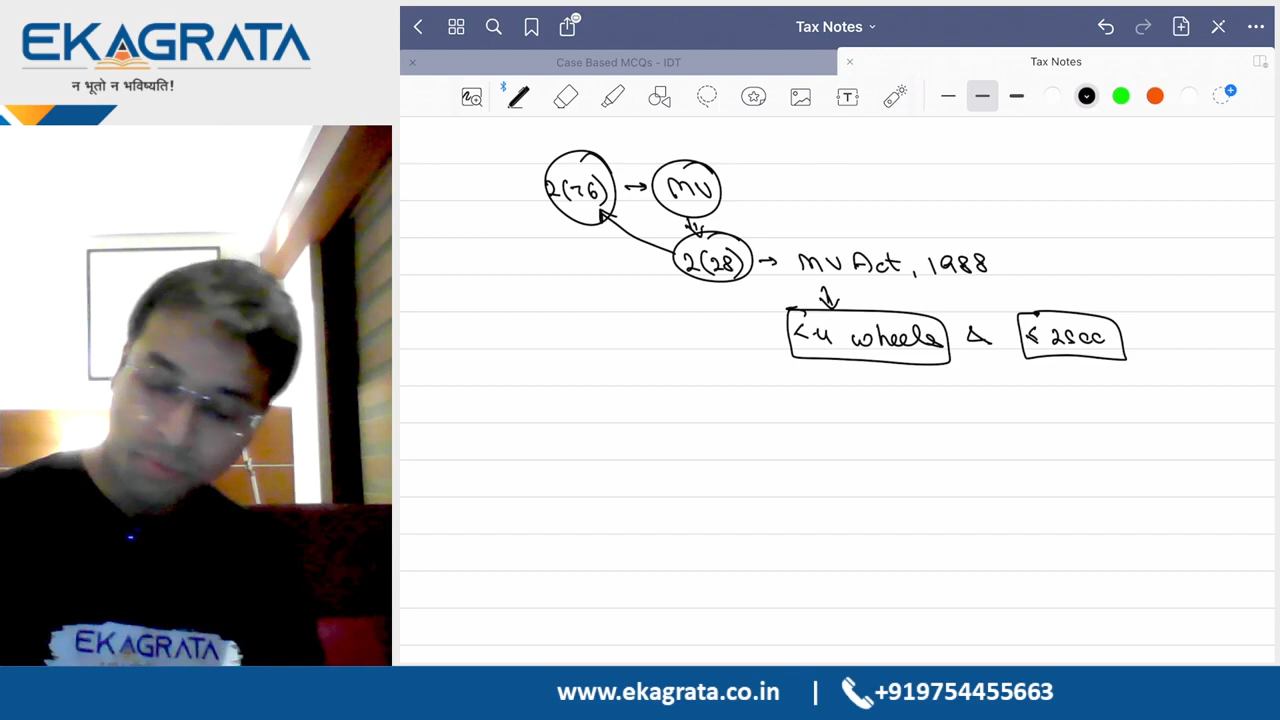 EKAGRATA
न भूतो न भविष्यति!
Tax Notes
Case Based MCQs - IDT
Tax Notes
2(76) → MV
2(28) → MV Act, 1988
< 4 wheels & ≤ 25cc
EKAGRATA
www.ekagrata.co.in | +919754455663